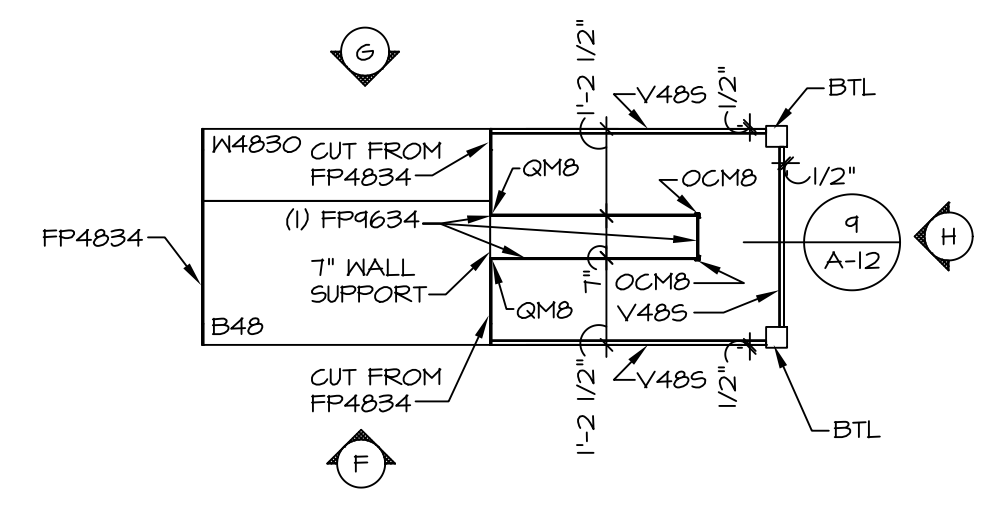 G
1'-2 1/2"
V48S
1/2"
BTL
W4830
CUT FROM
FP4834
QM8
OCM8
1/2"
(1) FP9634
FP4834
9
A-12
H
7" WALL
SUPPORT
7"
OCM8
V48S
B48
QM8
CUT FROM
FP4834
1'-2 1/2"
V48S
1/2"
BTL
F